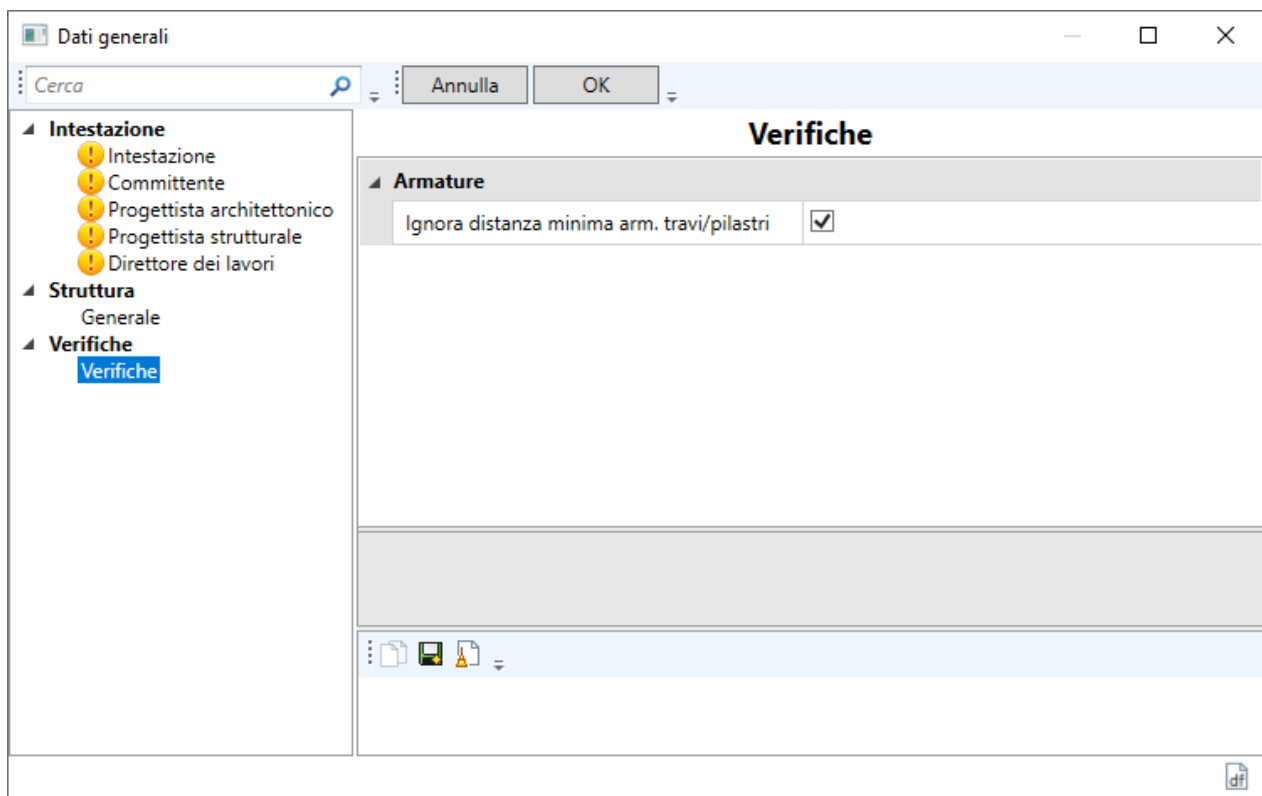 Dati generali
Cerca
Annulla
OK
Intestazione
Intestazione
Committente
Progettista architettonico
Progettista strutturale
Direttore dei lavori
Struttura
Generale
Verifiche
Verifiche
Verifiche
Armature
Ignora distanza minima arm. travi/pilastri
df